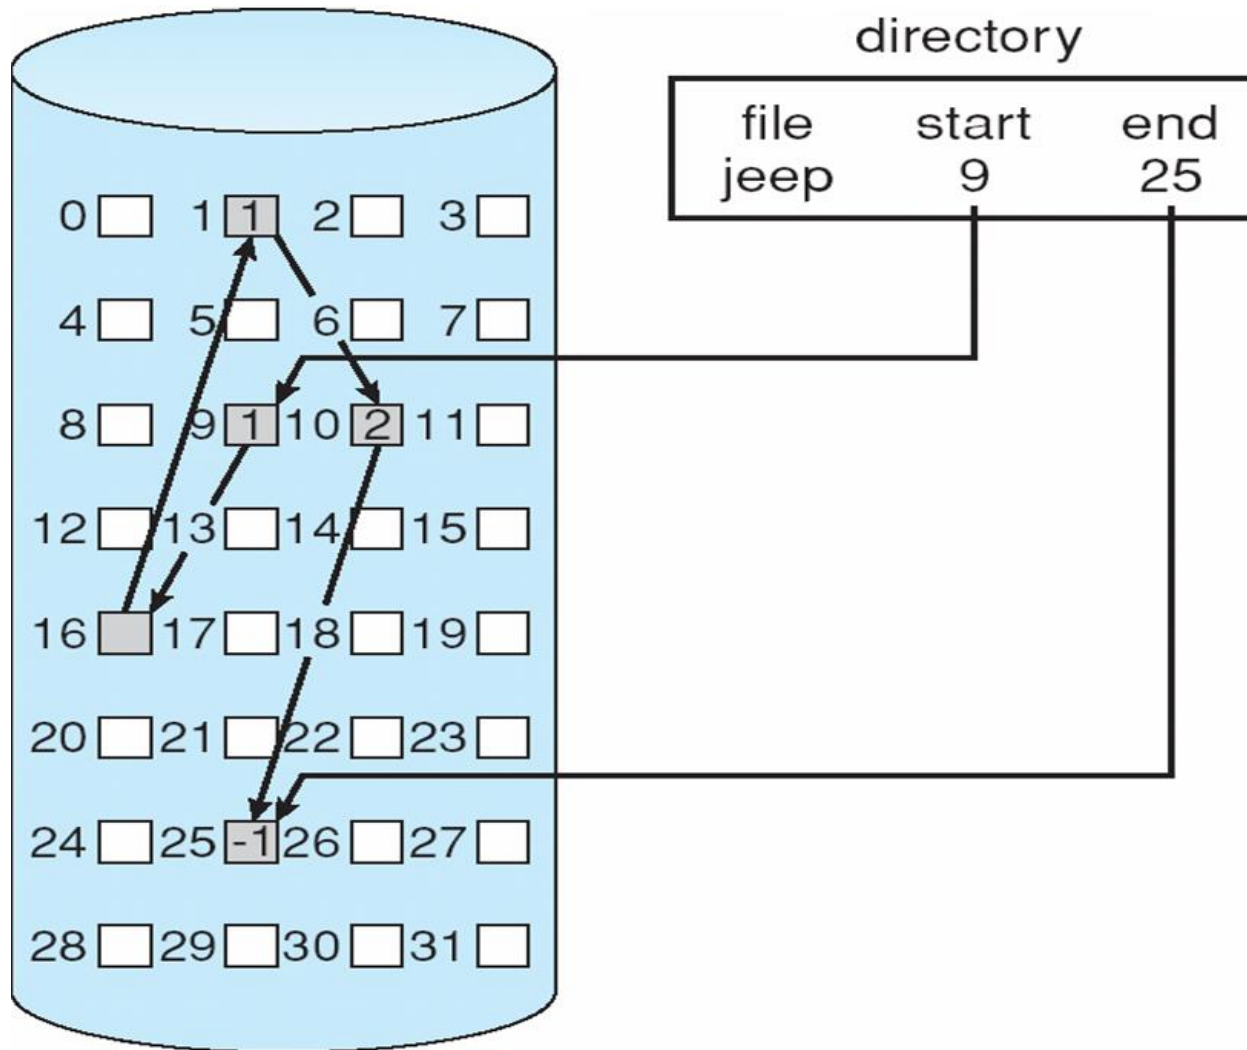 directory
file start end
jeep 9 25
0 1 1 2 3
4 5 6 7
8 9 1 10 2 11
12 13 14 15
16 17 18 19
20 21 22 23
24 25 -1 26 27
28 29 30 31